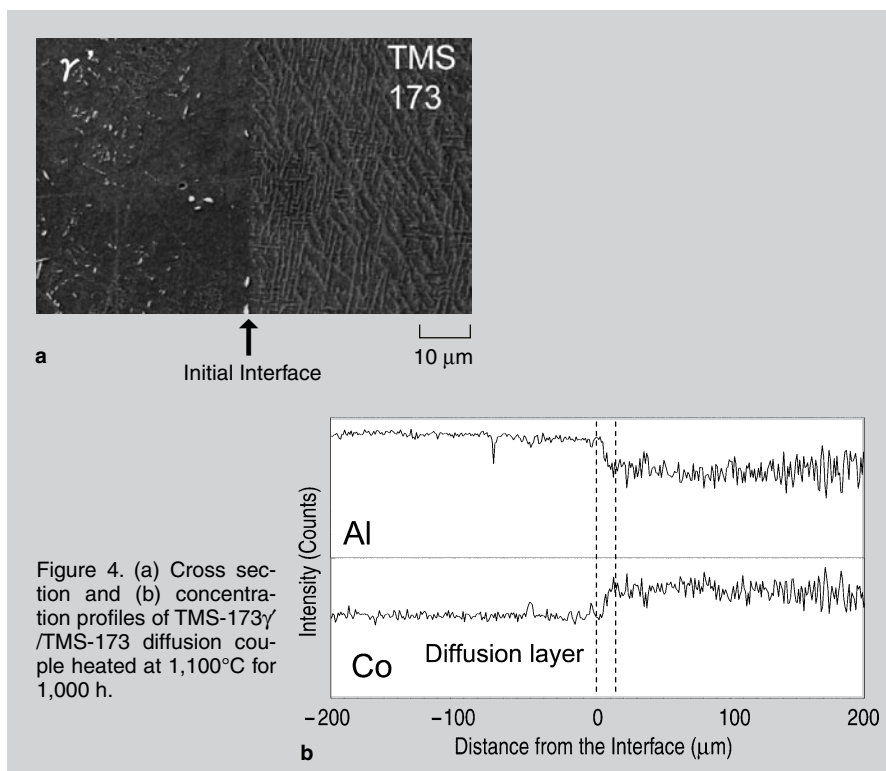 γ’
TMS
173
10 μm
a
Initial Interface
Al
Co
Diffusion layer
Intensity (Counts)
−200
−100
0
100
200
Distance from the Interface (μm)
b
Figure 4. (a) Cross sec-
tion and (b) concentra-
tion profiles of TMS-173γ′
/TMS-173 diffusion cou-
ple heated at 1,100°C for
1,000 h.